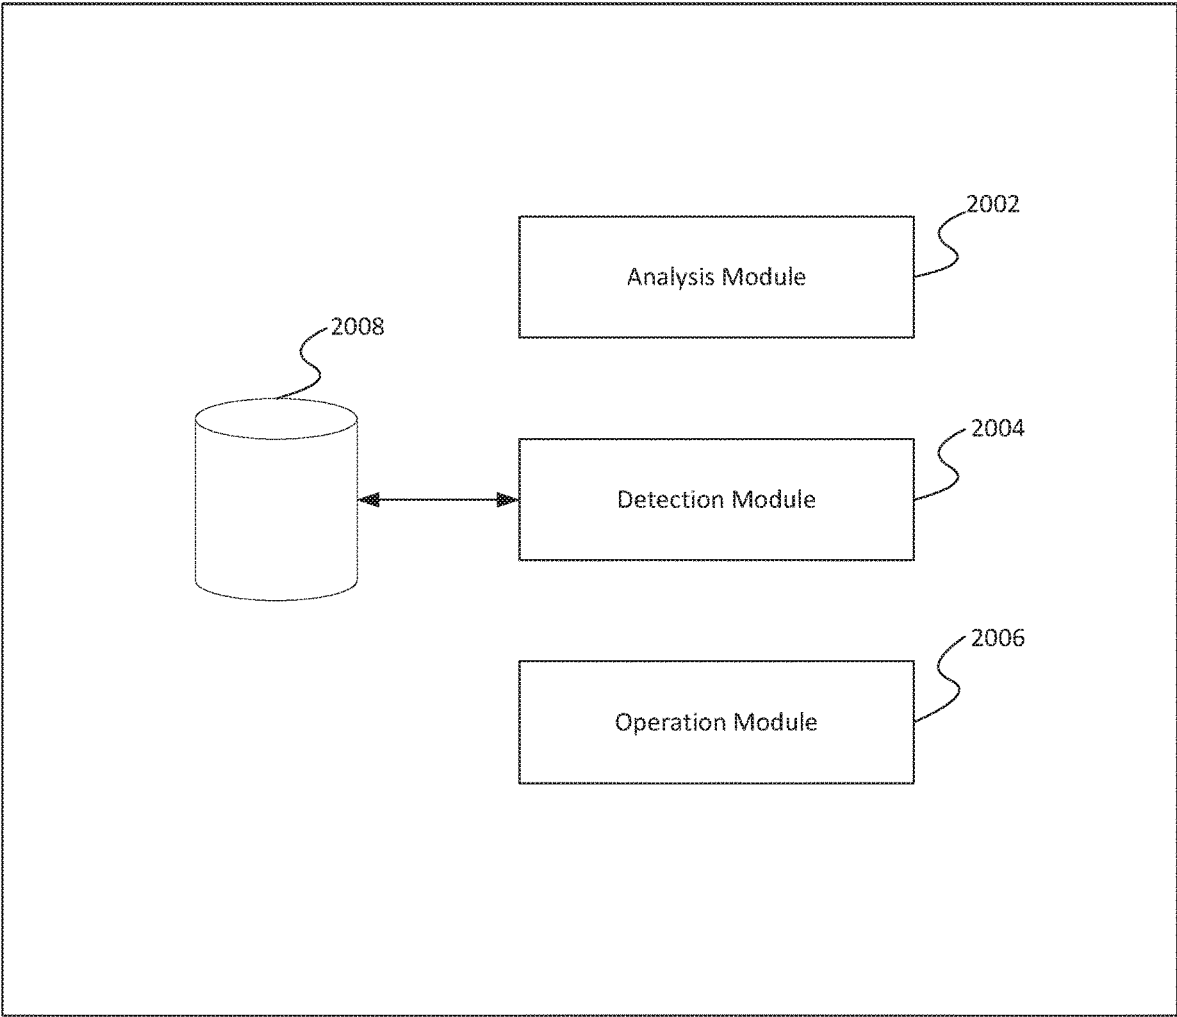 2002
Analysis Module
2008
2004
Detection Module
2006
Operation Module